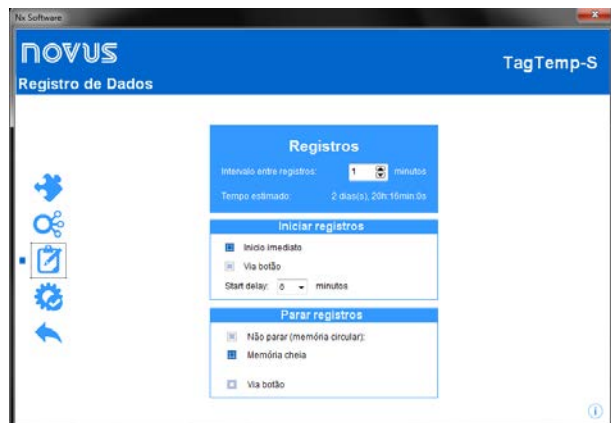 Nx Software
NOVUS
TagTemp-S
Registro de Dados
Registros
Intervalo entre registros: 1 minutos
Tempo estimado: 2 dias(s), 20h:16min:0s
Iniciar registros
Inicio imediato
Via botão
Start delay: 0 minutos
Parar registros
Não parar (memória circular):
Memória cheia
Via botão